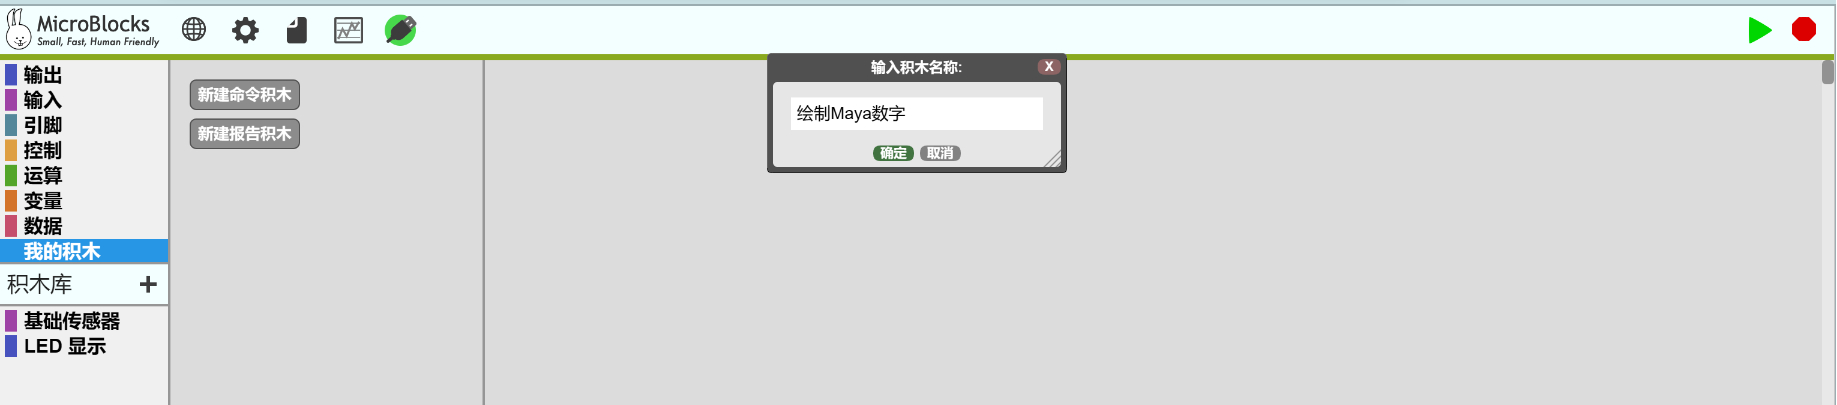 MicroBlocks
Small, Fast, Human Friendly
输出
输入
引脚
控制
运算
变量
数据
我的积木
积木库 +
基础传感器
LED 显示
新建命令积木
新建报告积木
输入积木名称: X
绘制Maya数字
确定 取消